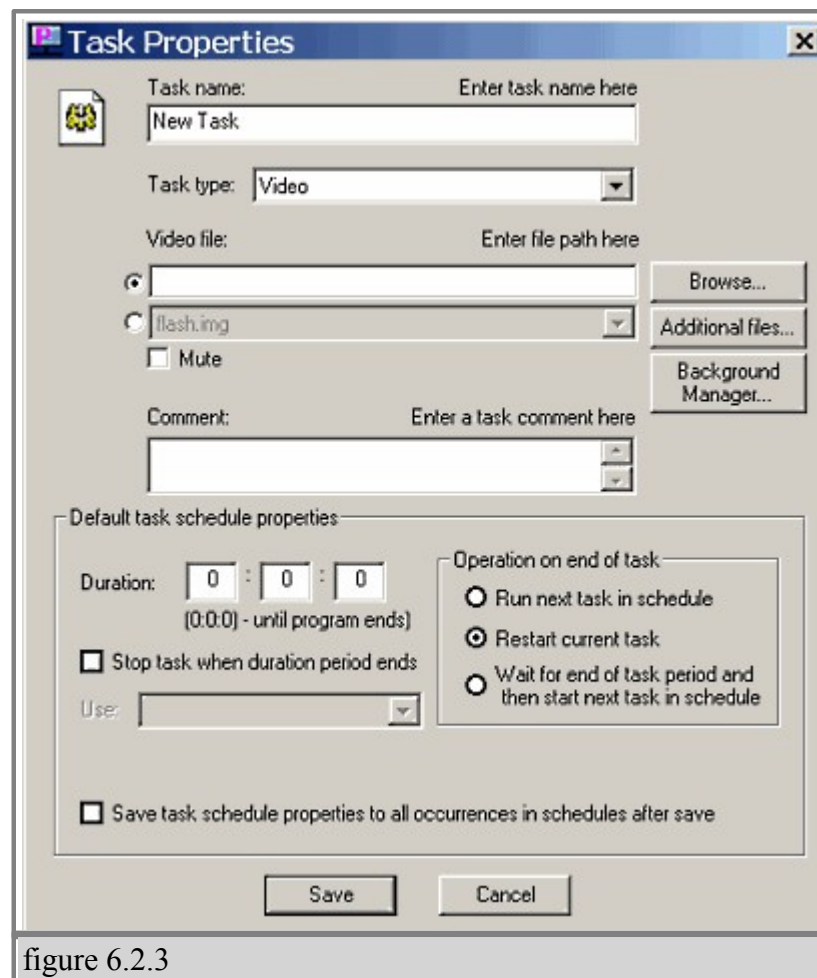 Task Properties
Task name: Enter task name here
New Task
Task type: Video
Video file: Enter file path here
Browse...
flash.img
Additional files...
Mute
Background
Manager...
Comment: Enter a task comment here
Default task schedule properties
Duration: 0 : 0 : 0
(0:0:0) - until program ends)
Stop task when duration period ends
Use:
Operation on end of task
Run next task in schedule
Restart current task
Wait for end of task period and
then start next task in schedule
Save task schedule properties to all occurrences in schedules after save
Save Cancel
figure 6.2.3